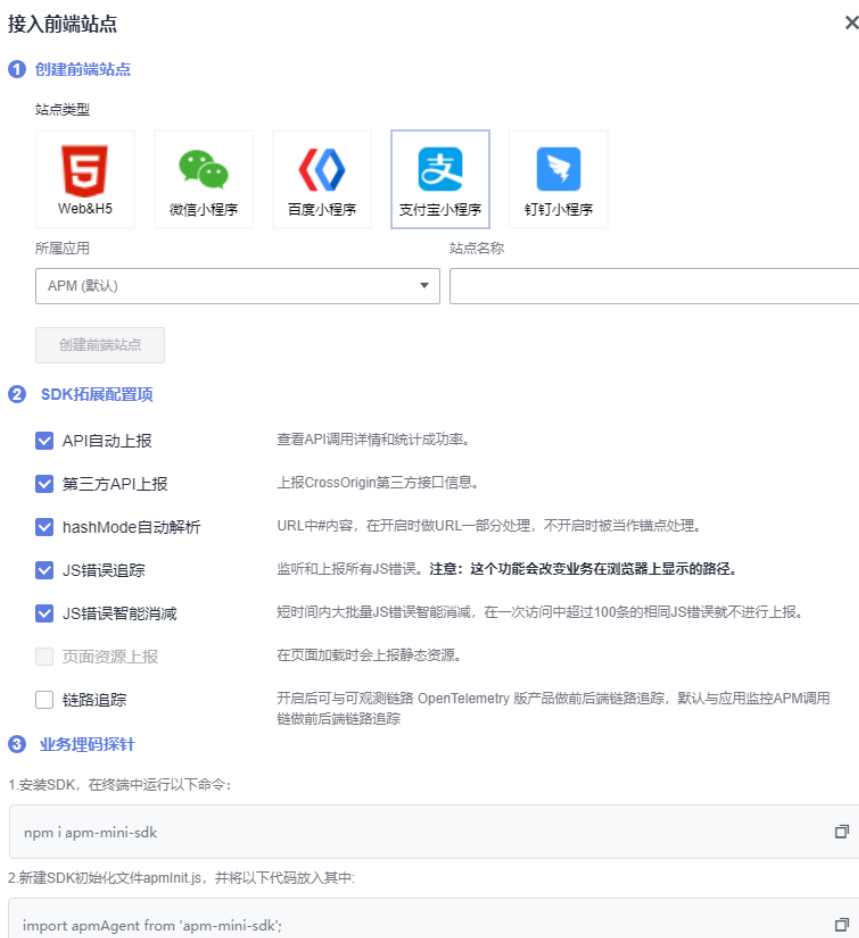 接入前端站点
1 创建前端站点
站点类型
Web&H5 微信小程序 百度小程序 支付宝小程序 钉钉小程序
所属应用 站点名称
APM (默认)
创建前端站点
2 SDK拓展配置项
API自动上报 查看API调用详情和统计成功率。
第三方API上报 上报CrossOrigin第三方接口信息。
hashMode自动解析 URL中#内容，在开启时做URL一部分处理，不开启时被当作锚点处理。
JS错误追踪 监听和上报所有JS错误。注意：这个功能会改变业务在浏览器上显示的路径。
JS错误智能消减 短时间内大批量JS错误智能消减，在一次访问中超过100条的相同JS错误就不进行上报。
页面资源上报 在页面加载时会上报静态资源。
链路追踪 开启后可与可观测链路 OpenTelemetry 版产品做前后端链路追踪，默认与应用监控APM调用
链做前后端链路追踪
3 业务埋码探针
1.安装SDK，在终端中运行以下命令：
npm i apm-mini-sdk
2.新建SDK初始化文件apmInit.js，并将以下代码放入其中:
import apmAgent from 'apm-mini-sdk';